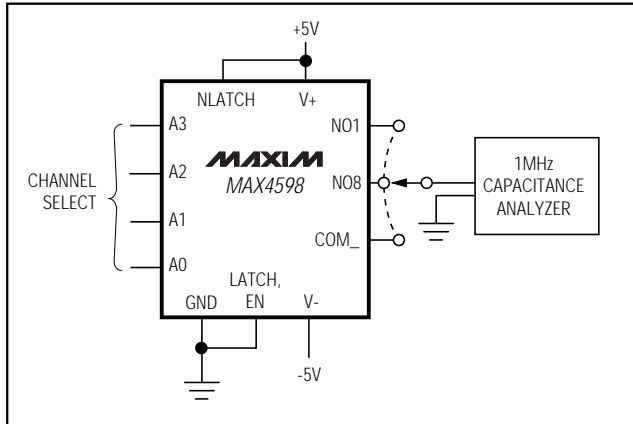 +5V
NLATCH V+
A3
A2
A1
A0
CHANNEL
SELECT
MAXIM
MAX4598
NO1
NO8
COM_
1MHz
CAPACITANCE
ANALYZER
LATCH,
GND EN V-
-5V